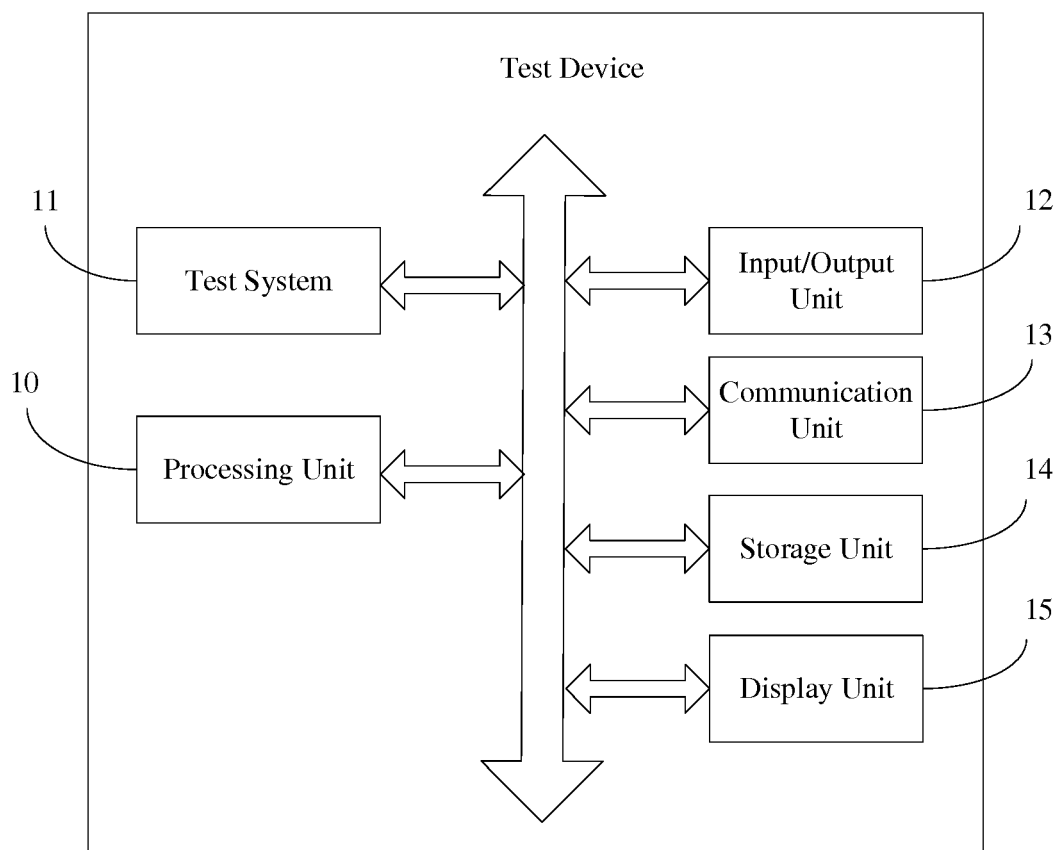 Test Device
11
Test System
10
Processing Unit
12
Input/Output
Unit
13
Communication
Unit
14
Storage Unit
15
Display Unit